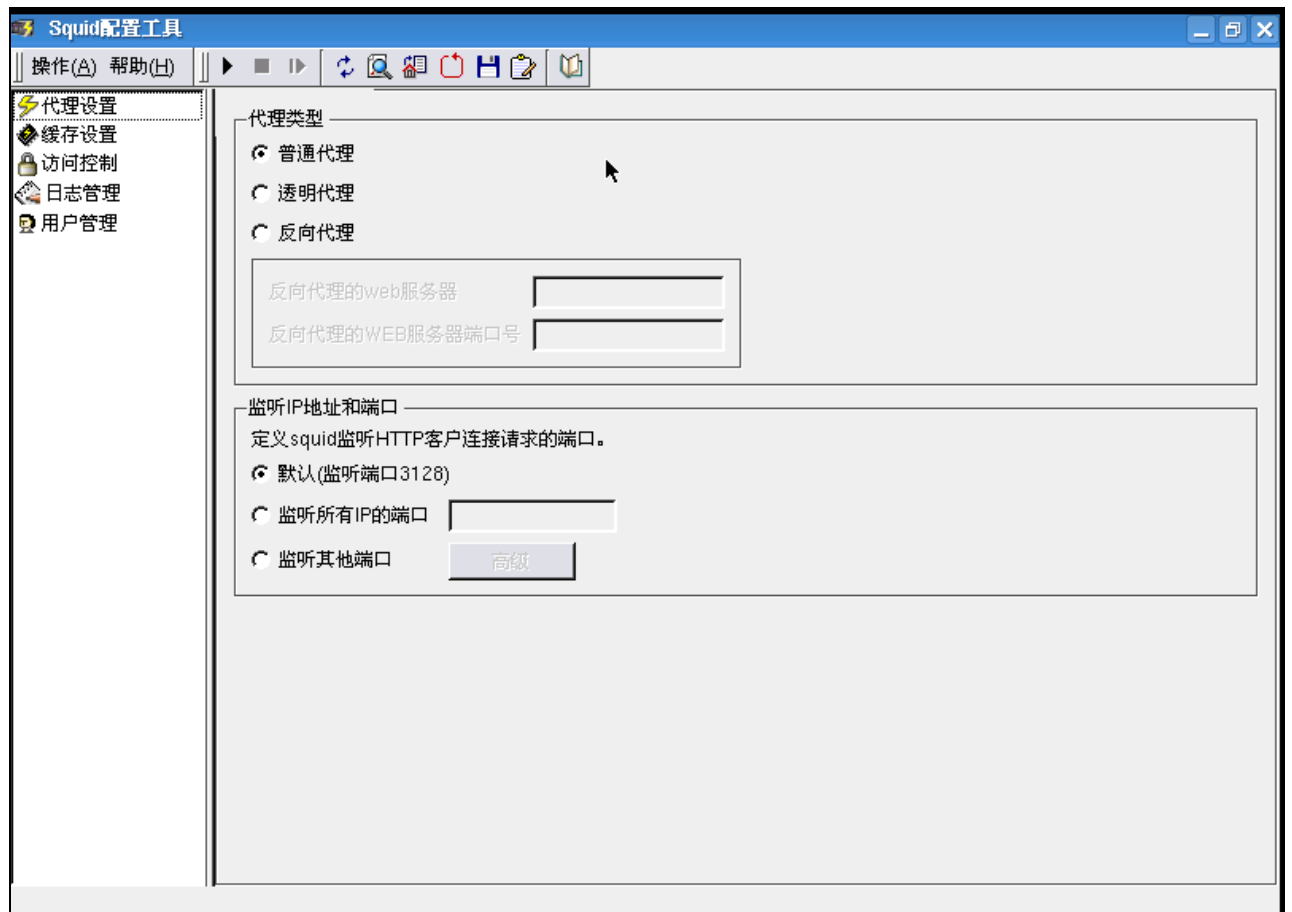 Squid配置工具
操作(A) 帮助(H)
代理设置
缓存设置
访问控制
日志管理
用户管理
代理类型
普通代理
透明代理
反向代理
反向代理的web服务器
反向代理的WEB服务器端口号
监听IP地址和端口
定义squid监听HTTP客户连接请求的端口。
默认(监听端口3128)
监听所有IP的端口
监听其他端口 高级